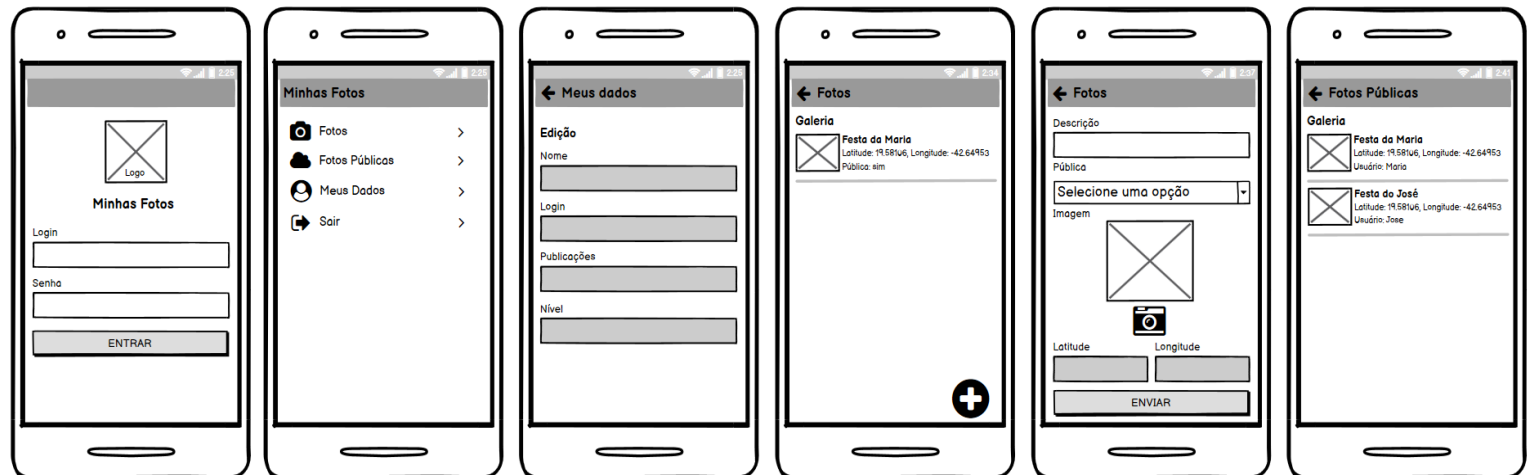 2:25
Logo
Minhas Fotos
Login
Senha
ENTRAR
2:25
Minhas Fotos
Fotos
Fotos Públicas
Meus Dados
Sair
2:25
Meus dados
Edição
Nome
Login
Publicações
Nível
2:34
Fotos
Galeria
Festa da Maria
Latitude: 19.58146, Longitude: -42.64953
Pública: sim
2:37
Fotos
Descrição
Pública
Selecione uma opção
Imagem
Latitude Longitude
ENVIAR
2:41
Fotos Públicas
Galeria
Festa da Maria
Latitude: 19.58146, Longitude: -42.64953
Usuário: Maria
Festa do José
Latitude: 19.58146, Longitude: -42.64953
Usuário: Jose